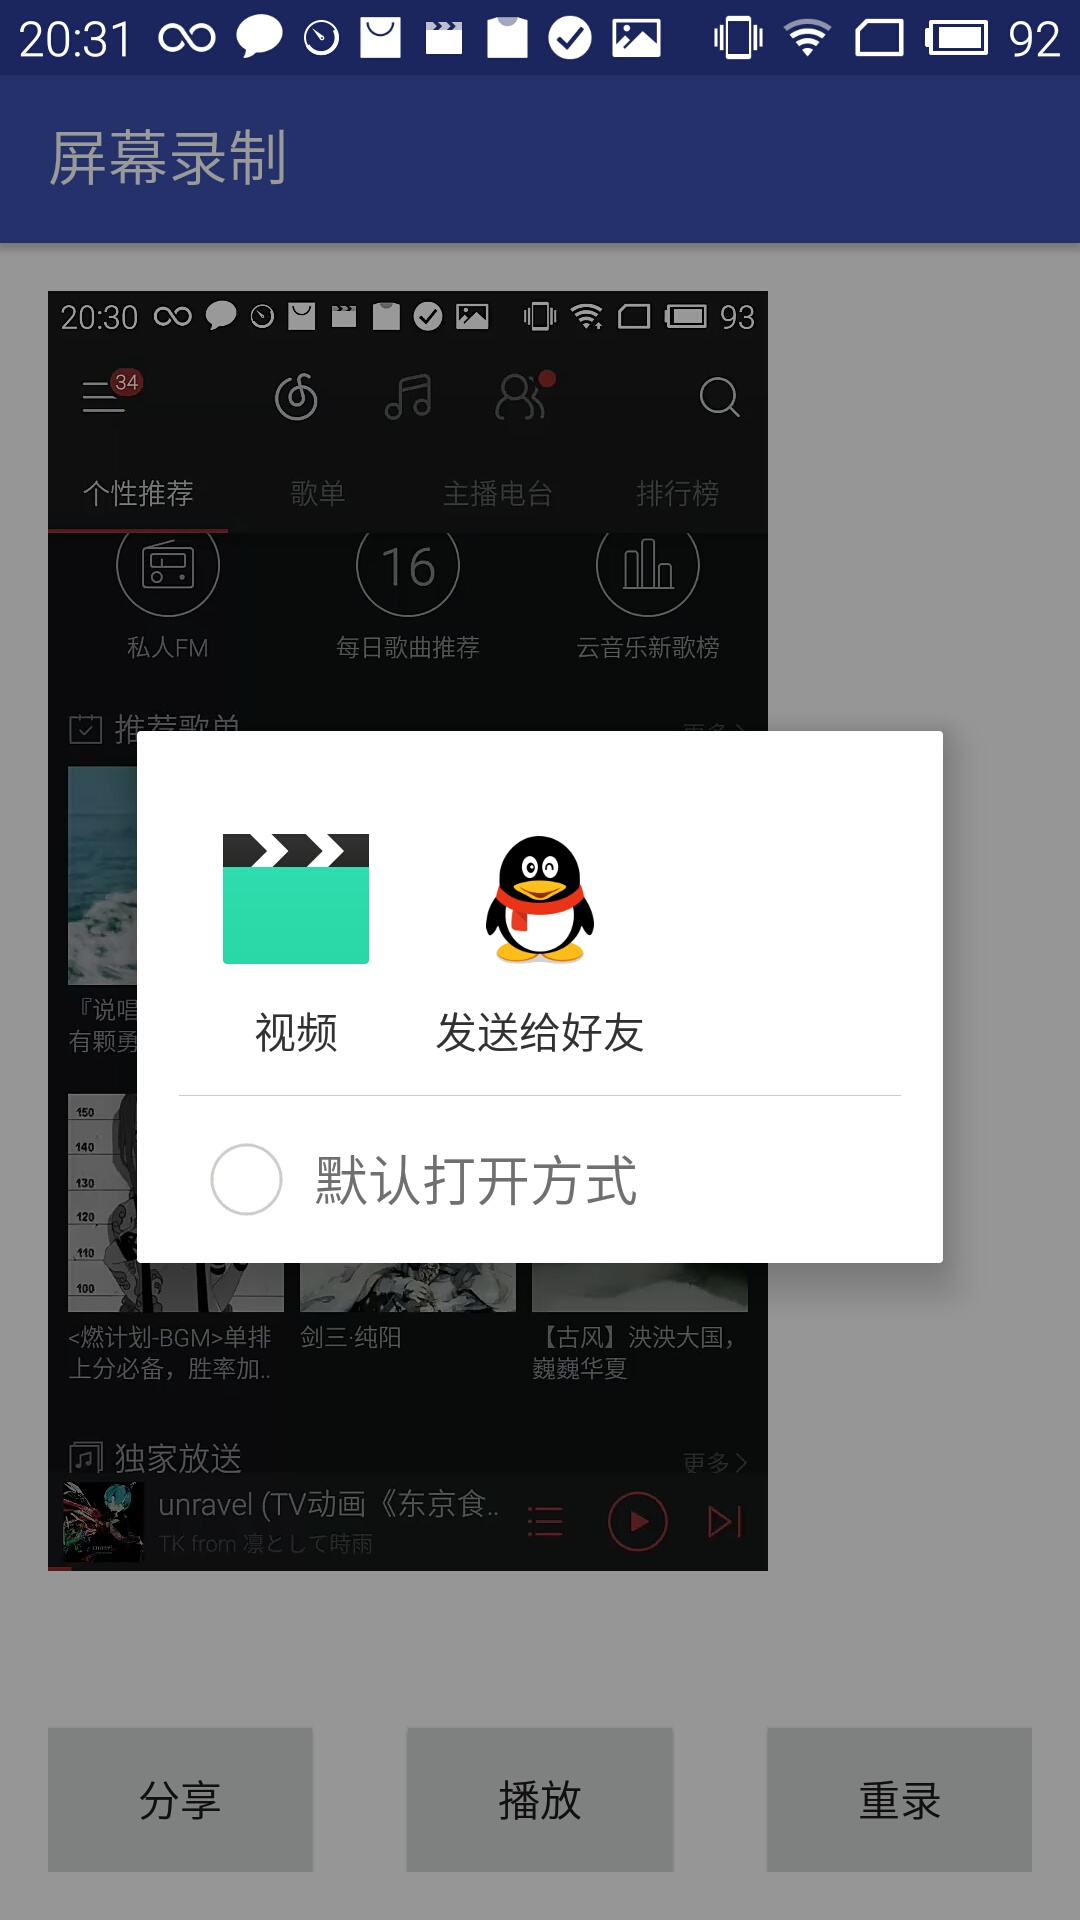 20:31
92
屏幕录制
20:30
93
34
个性推荐 歌单 主播电台 排行榜
16
私人FM 每日歌曲推荐 云音乐新歌榜
推荐歌单
更多
『说唱
有颗勇
视频 发送给好友
默认打开方式
150
140
130
120
110
100
<燃计划-BGM>单排
上分必备，胜率加..
剑三·纯阳
【古风】泱泱大国，
巍巍华夏
独家放送
更多
unravel (TV动画《东京食..
TK from 凛として時雨
分享 播放 重录